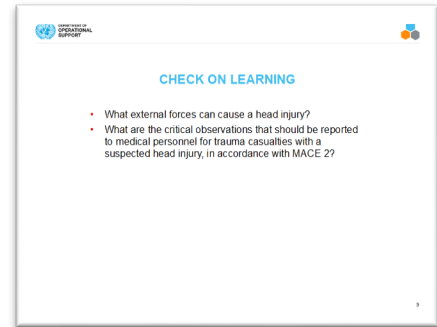 DEPARTMENT OF
OPERATIONAL
SUPPORT
CHECK ON LEARNING
• What external forces can cause a head injury?
• What are the critical observations that should be reported
to medical personnel for trauma casualties with a
suspected head injury, in accordance with MACE 2?
9